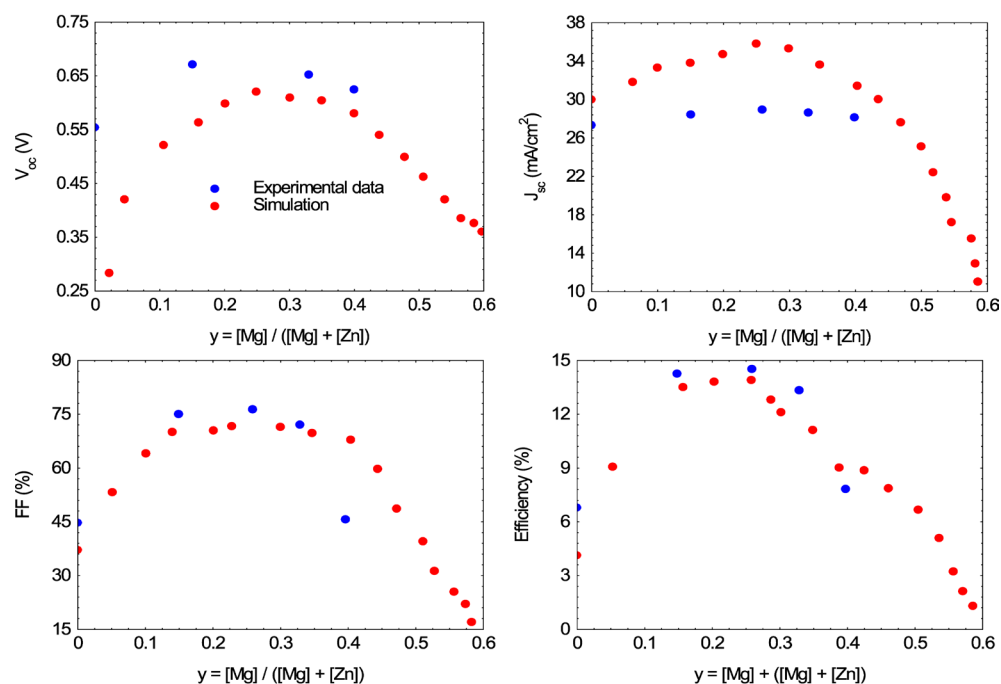 0.75
0.65
0.55
0.45
0.35
0.25
V_oc (V)
Experimental data
Simulation
0 0.1 0.2 0.3 0.4 0.5 0.6
y = [Mg] / ([Mg] + [Zn])
38
34
30
26
22
18
14
10
J_sc (mA/cm²)
0 0.1 0.2 0.3 0.4 0.5 0.6
y = [Mg] / ([Mg] + [Zn])
90
75
60
45
30
15
FF (%)
0 0.1 0.2 0.3 0.4 0.5 0.6
y = [Mg] / ([Mg] + [Zn])
15
12
9
6
3
0
Efficiency (%)
0 0.1 0.2 0.3 0.4 0.5 0.6
y = [Mg] + ([Mg] + [Zn])